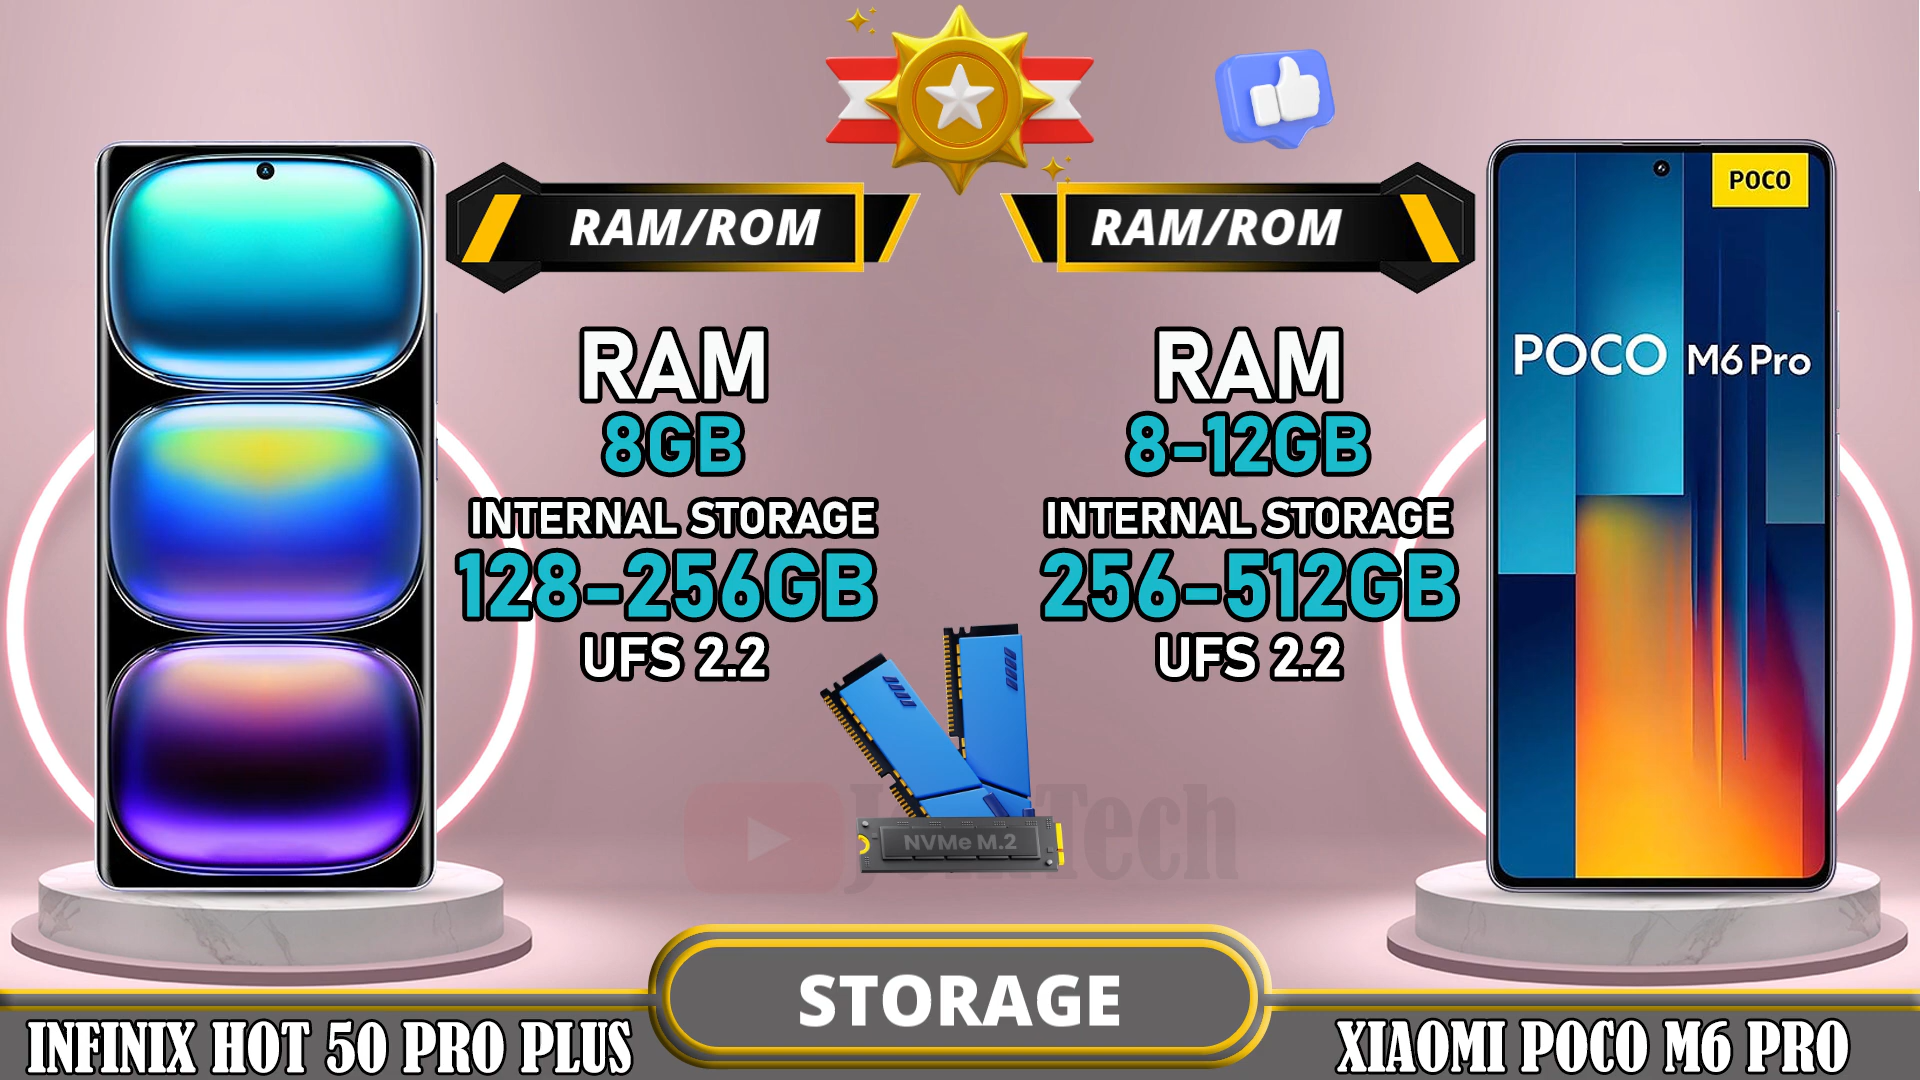 RAM/ROM
RAM
8GB
INTERNAL STORAGE
128-256GB
UFS 2.2
RAM/ROM
RAM
8-12GB
INTERNAL STORAGE
256-512GB
UFS 2.2
POCO
POCO M6 Pro
NVMe M.2
Tech
STORAGE
INFINIX HOT 50 PRO PLUS
XIAOMI POCO M6 PRO